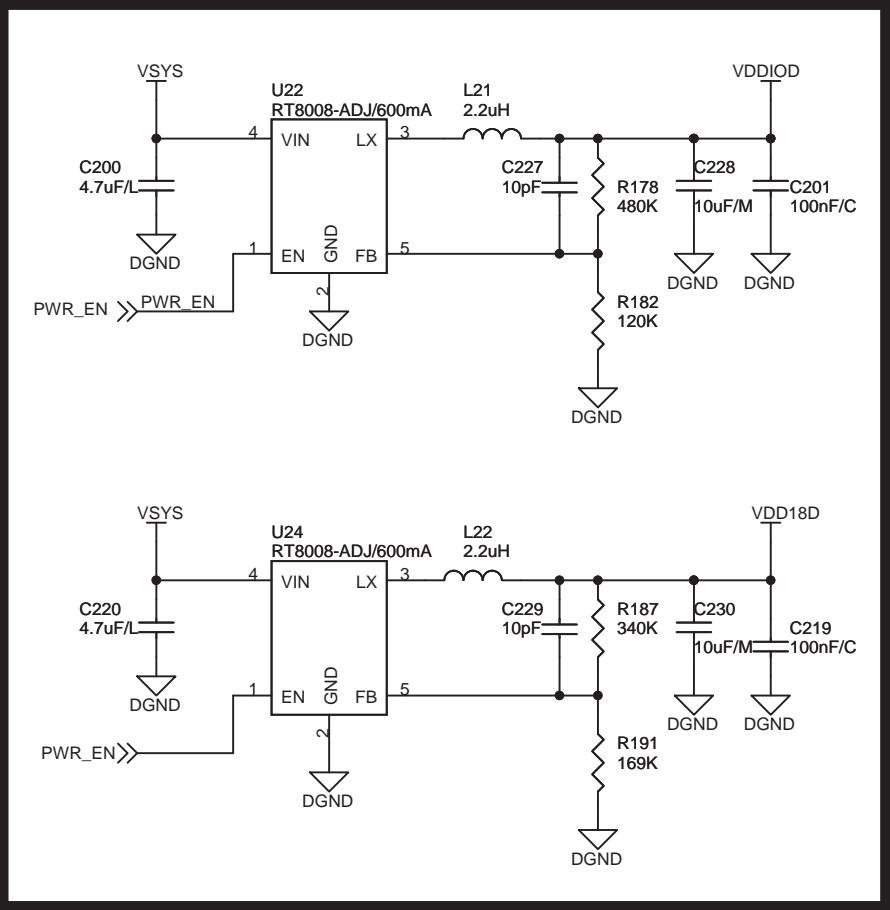 VSYS
VDDIOD
U22
RT8008-ADJ/600mA
L21
2.2uH
4
VIN
LX
3
C200
4.7uF/L
C227
10pF
R178
480K
C228
10uF/M
C201
100nF/C
1
EN
GND
FB
5
DGND
2
DGND
DGND
PWR_EN
PWR_EN
R182
120K
DGND
DGND
VSYS
VDD18D
U24
RT8008-ADJ/600mA
L22
2.2uH
4
VIN
LX
3
C220
4.7uF/L
C229
10pF
R187
340K
C230
10uF/M
C219
100nF/C
1
EN
GND
FB
5
DGND
2
DGND
DGND
PWR_EN
R191
169K
DGND
DGND